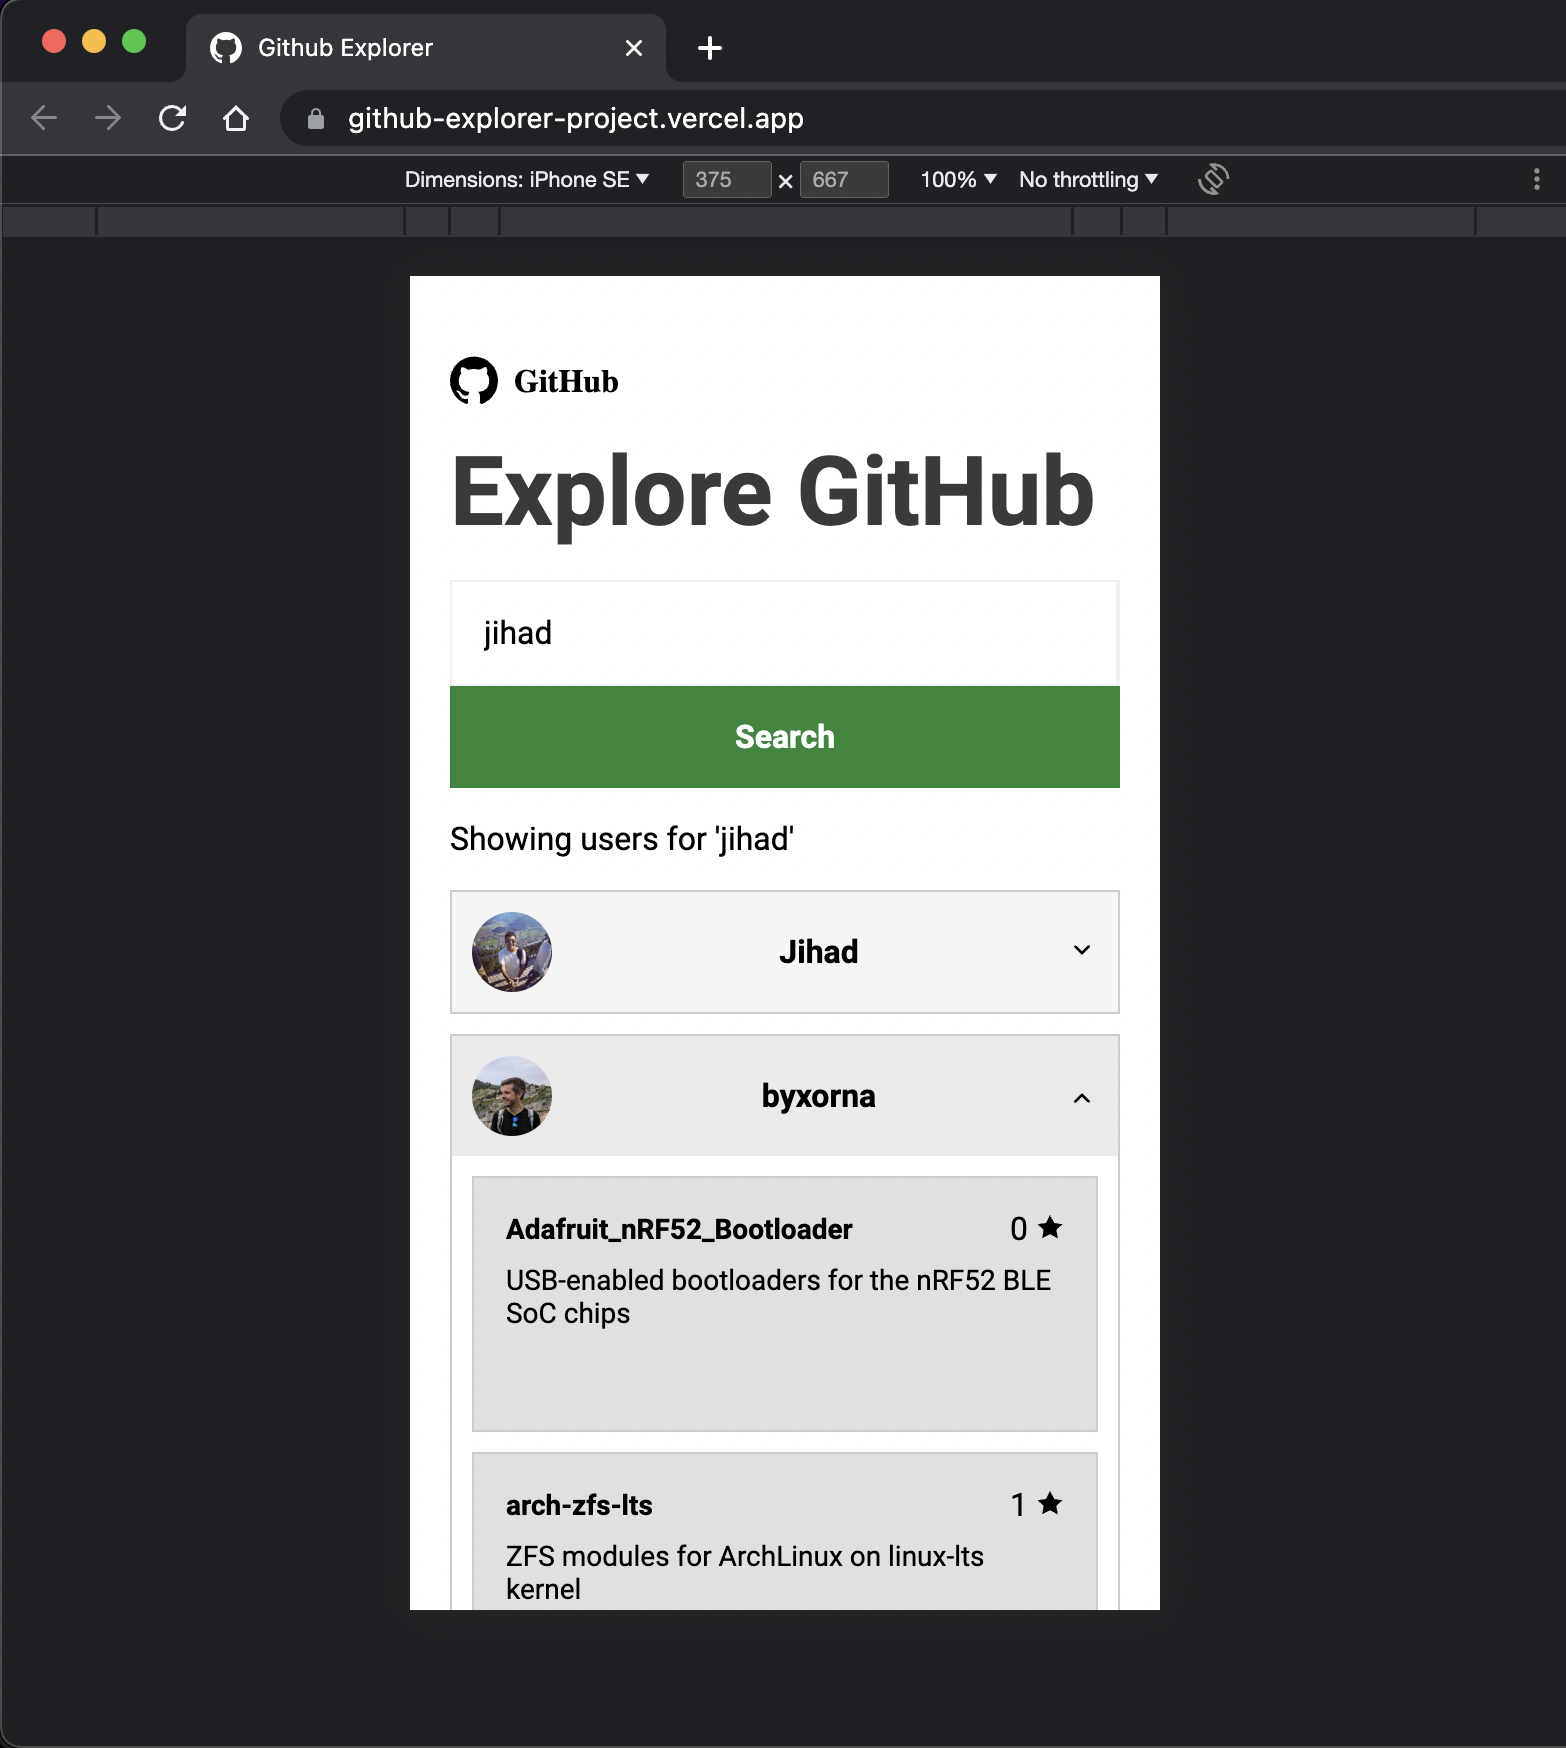 Github Explorer
github-explorer-project.vercel.app
Dimensions: iPhone SE 375 × 667 100% No throttling
GitHub
Explore GitHub
jihad
Search
Showing users for 'jihad'
Jihad
byxorna
Adafruit_nRF52_Bootloader 0
USB-enabled bootloaders for the nRF52 BLE
SoC chips
arch-zfs-lts 1
ZFS modules for ArchLinux on linux-lts
kernel